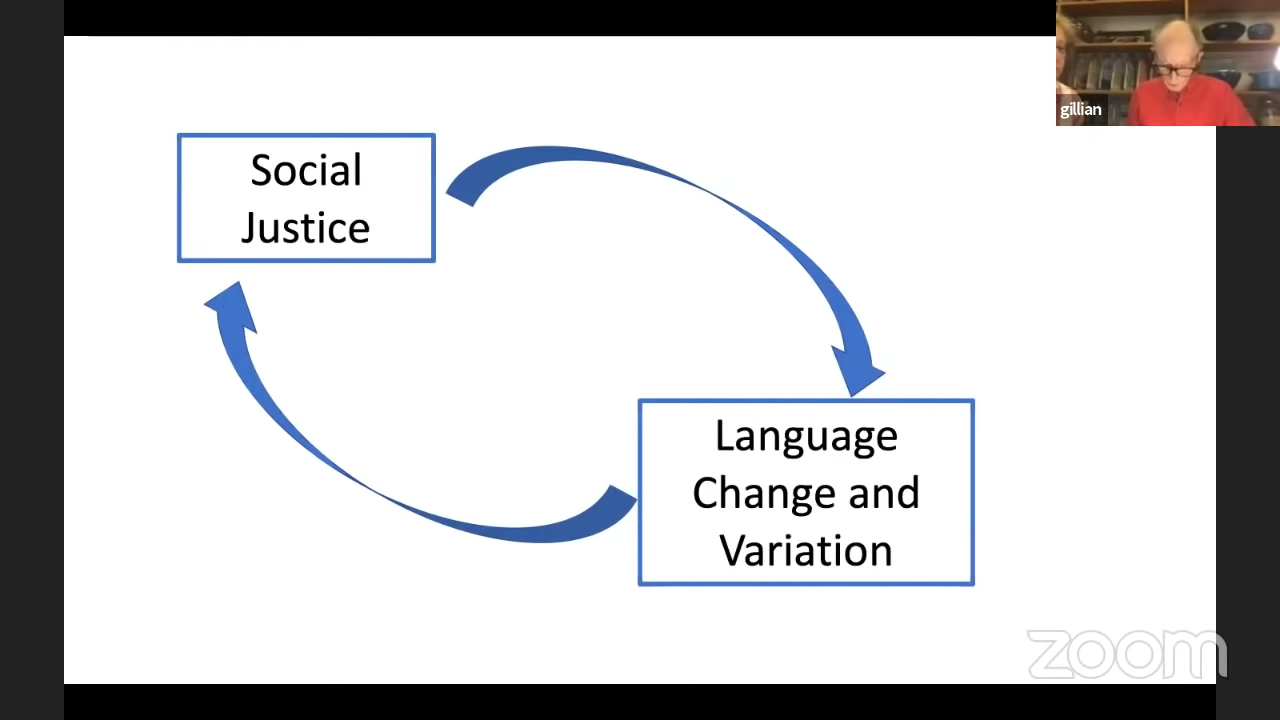 gillian
Social
Justice
Language
Change and
Variation
zoom